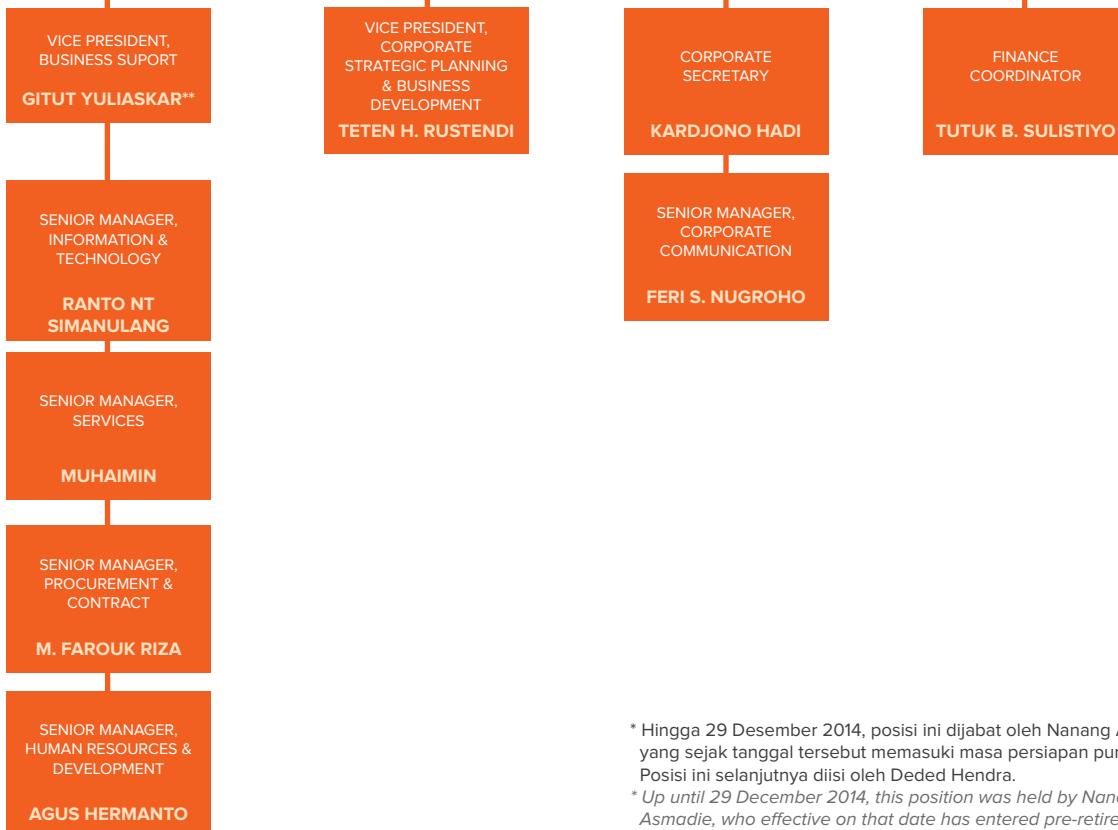 VICE PRESIDENT,
BUSINESS SUPORT
GITUT YULIASKAR**
SENIOR MANAGER,
INFORMATION &
TECHNOLOGY
RANTO NT
SIMANULANG
SENIOR MANAGER,
SERVICES
MUHAIMIN
SENIOR MANAGER,
PROCUREMENT &
CONTRACT
M. FAROUK RIZA
SENIOR MANAGER,
HUMAN RESOURCES &
DEVELOPMENT
AGUS HERMANTO
VICE PRESIDENT,
CORPORATE
STRATEGIC PLANNING
& BUSINESS
DEVELOPMENT
TETEN H. RUSTENDI
CORPORATE
SECRETARY
KARDJONO HADI
SENIOR MANAGER,
CORPORATE
COMMUNICATION
FERI S. NUGROHO
FINANCE
COORDINATOR
TUTUK B. SULISTIYO
* Hingga 29 Desember 2014, posisi ini dijabat oleh Nanang
yang sejak tanggal tersebut memasuki masa persiapan
Posisi ini selanjutnya diisi oleh Deded Hendra.
* Up until 29 December 2014, this position was held by
Asmadie, who effective on that date has entered